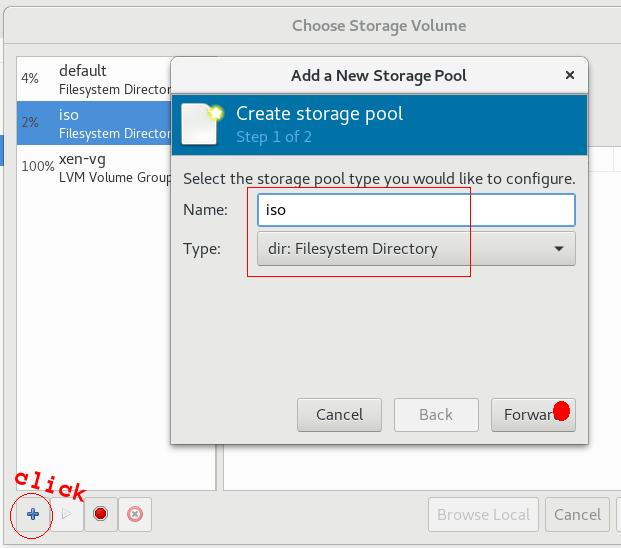 Choose Storage Volume
4%
default
Filesystem Director
2%
iso
Filesystem Director
100%
xen-vg
LVM Volume Group
Add a New Storage Pool
Create storage pool
Step 1 of 2
Select the storage pool type you would like to configure.
Name:
iso
Type:
dir: Filesystem Directory
Cancel
Back
Forwar
click
Browse Local
Cancel